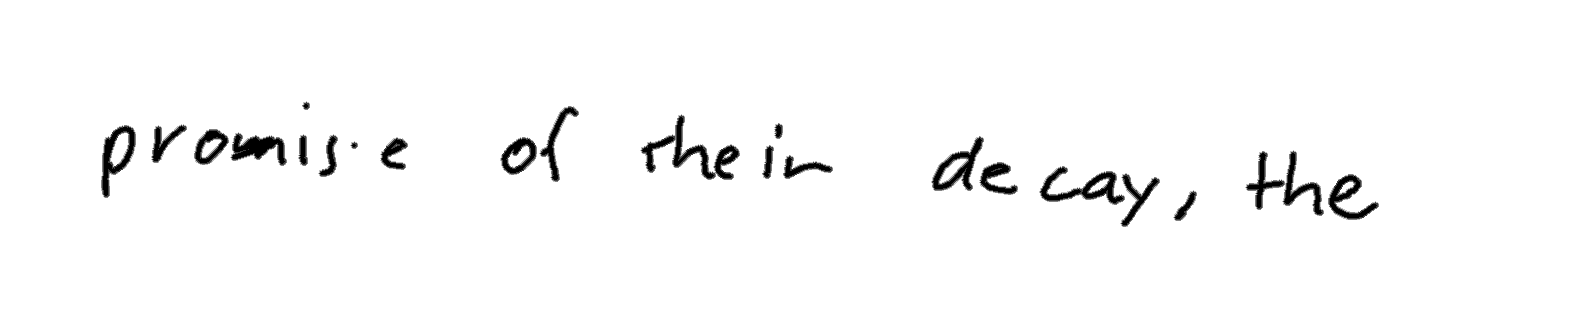 promise of their decay, the